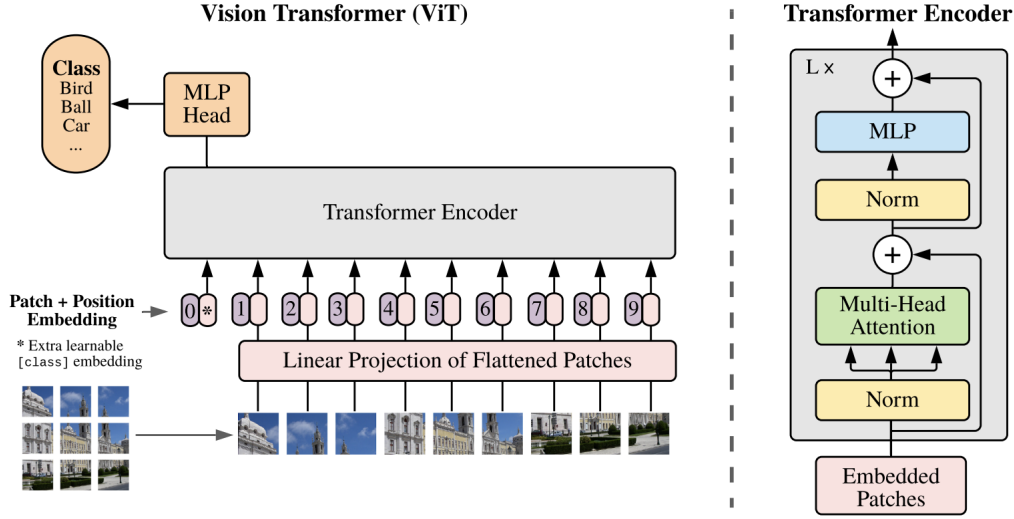 Vision Transformer (ViT)
Class
Bird
Ball
Car
...
MLP
Head
Transformer Encoder
Patch + Position
Embedding
0 * 1 2 3 4 5 6 7 8 9
* Extra learnable
[class] embedding
Linear Projection of Flattened Patches
Transformer Encoder
L ×
+
MLP
Norm
+
Multi-Head
Attention
Norm
Embedded
Patches